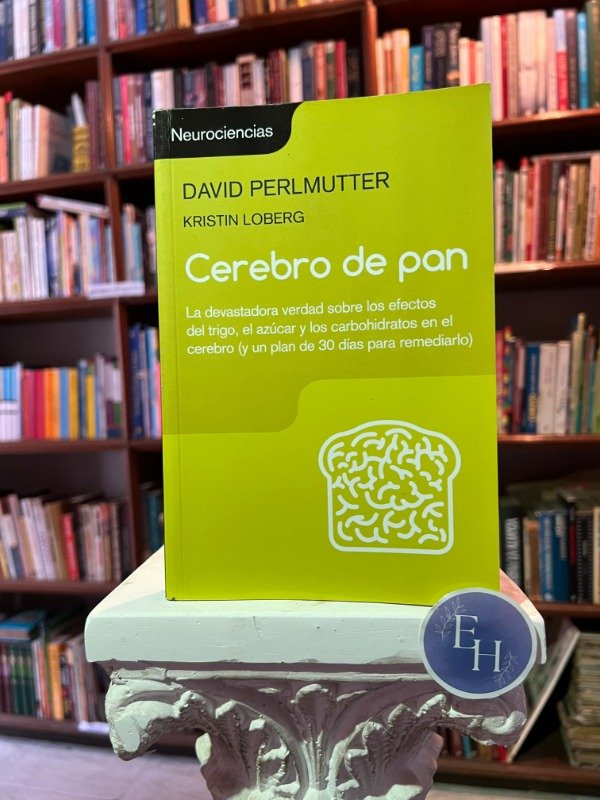 Neurociencias
DAVID PERLMUTTER
KRISTIN LOBERG
Cerebro de pan
La devastadora verdad sobre los efectos
del trigo, el azúcar y los carbohidratos en el
cerebro (y un plan de 30 días para remediarlo)
EH